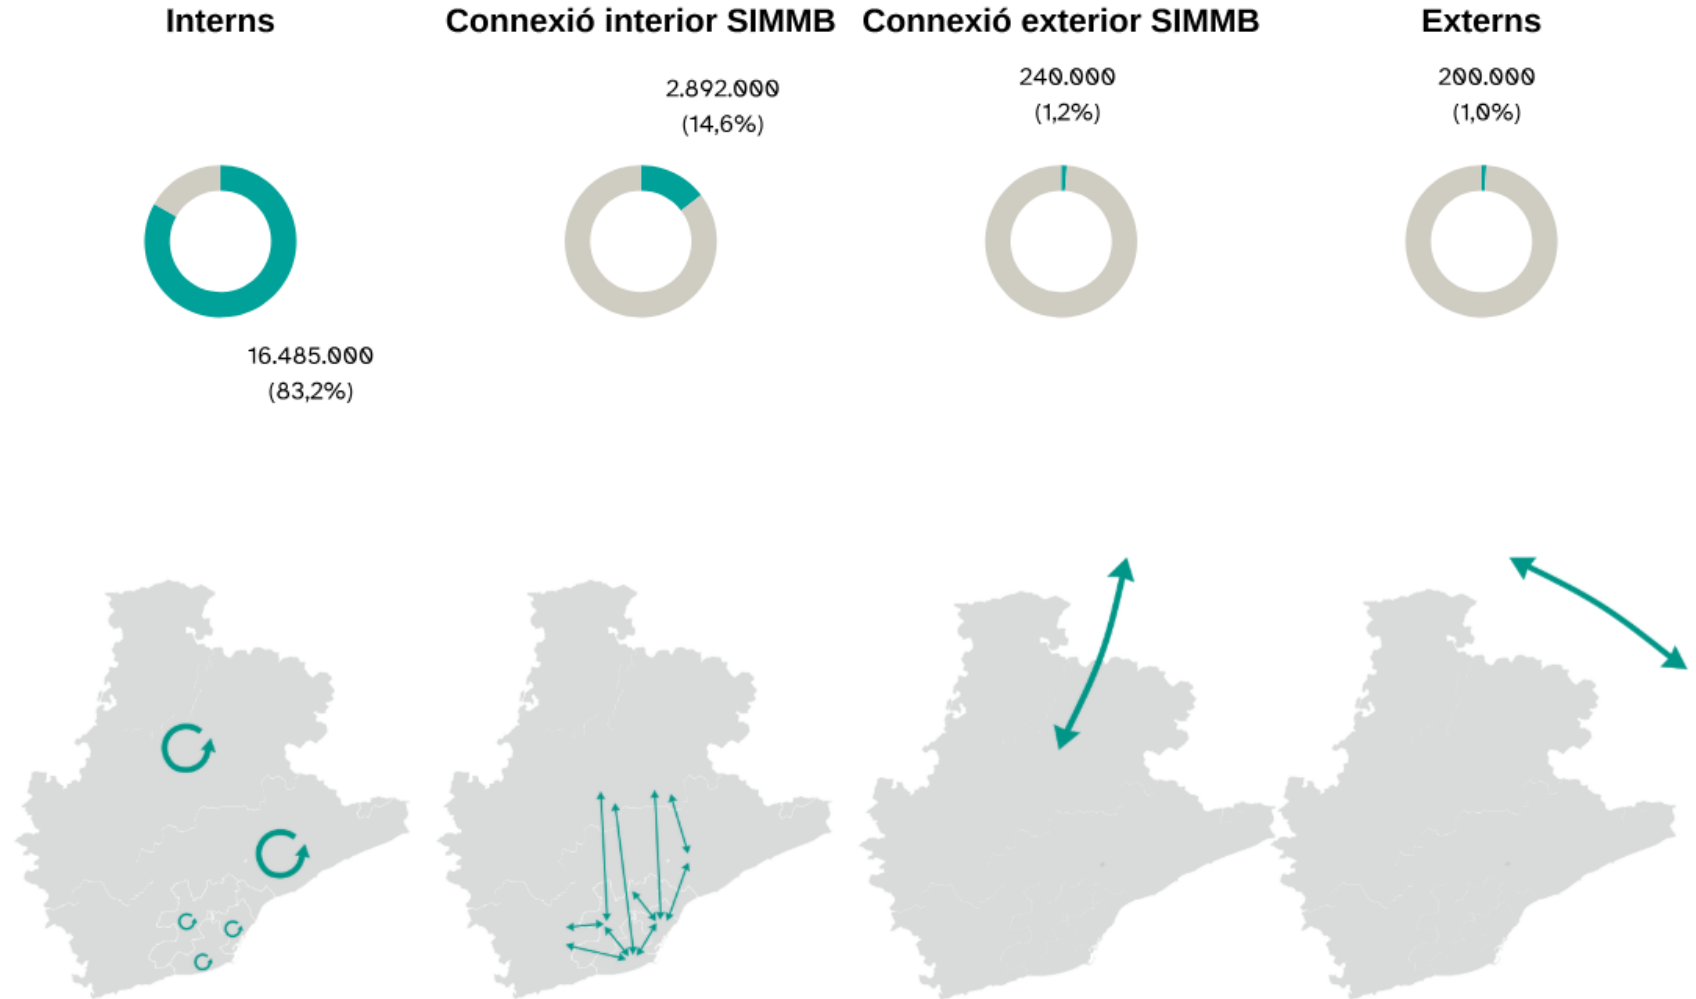 Interns
Connexió interior SIMMB
Connexió exterior SIMMB
Externs
2.892.000
(14,6%)
240.000
(1,2%)
200.000
(1,0%)
16.485.000
(83,2%)